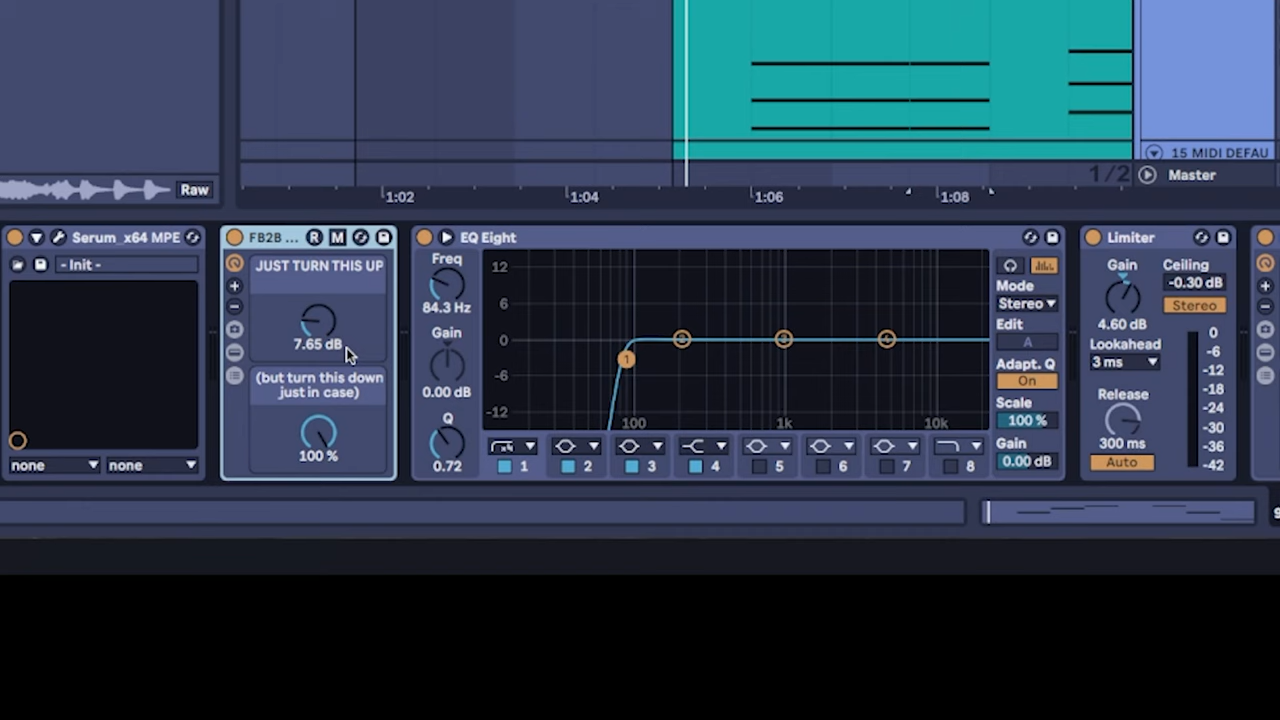 15 MIDI DEFAU
Raw
1/2
Master
1:02
1:04
1:06
1:08
Serum_x64 MPE
FB2B ...
R
M
EQ Eight
Limiter
- Init -
JUST TURN THIS UP
7.65 dB
(but turn this down
just in case)
100 %
none
none
Freq
84.3 Hz
Gain
0.00 dB
Q
0.72
12
6
0
-6
-12
1
2
3
4
100
1k
10k
1
2
3
4
5
6
7
8
Mode
Stereo
Edit
A
Adapt. Q
On
Scale
100 %
Gain
0.00 dB
Gain
4.60 dB
Lookahead
3 ms
Release
300 ms
Auto
Ceiling
-0.30 dB
Stereo
0
-6
-12
-18
-24
-30
-36
-42